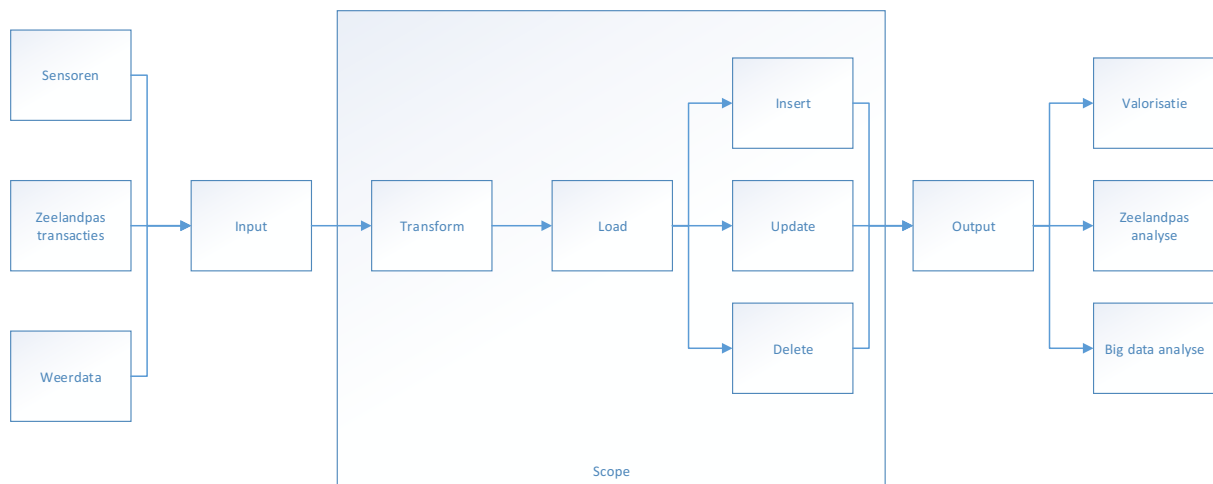 Sensoren
Zeelandpas
transacties
Weerdata
Input
Transform
Load
Insert
Update
Delete
Output
Valorisatie
Zeelandpas
analyse
Big data analyse
Scope